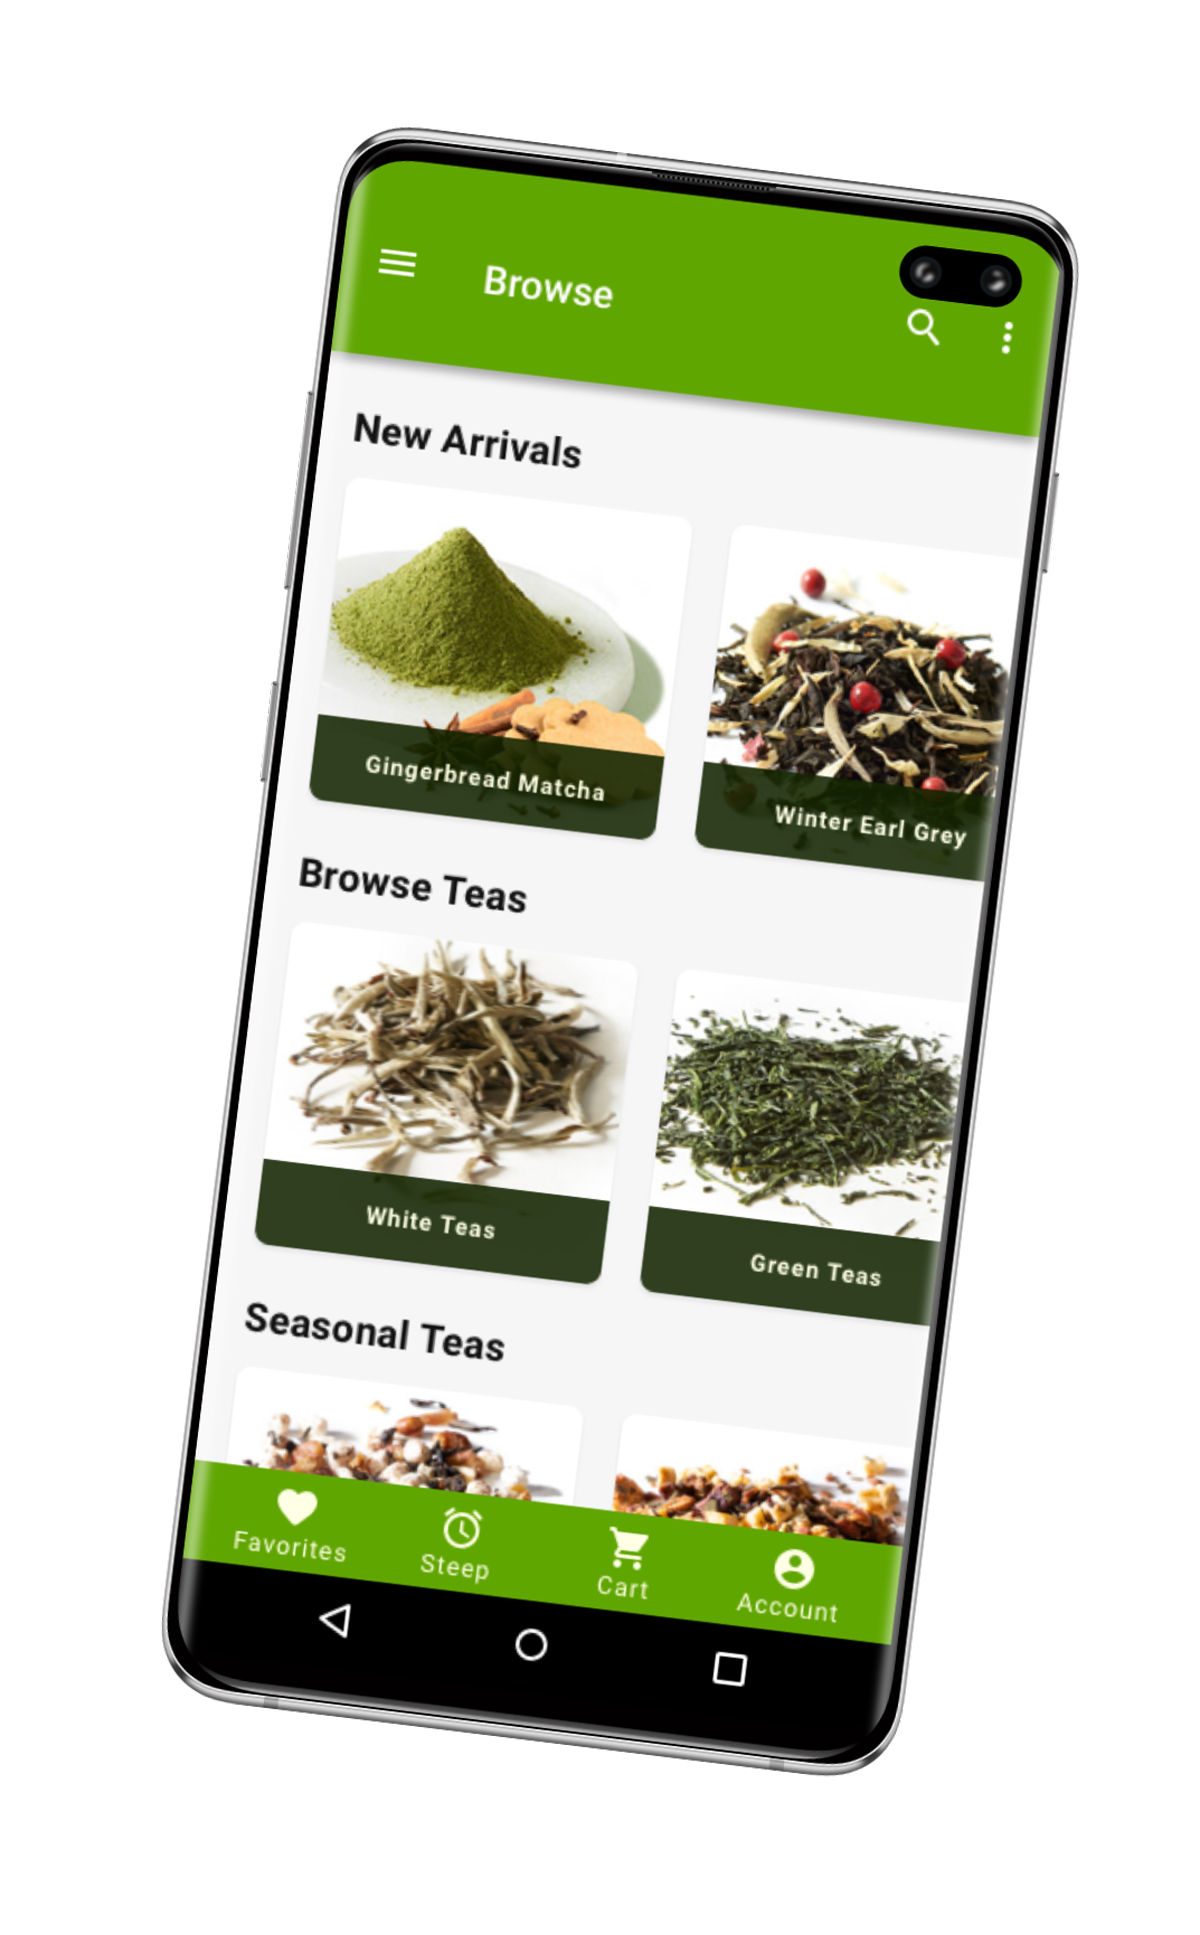 Browse
New Arrivals
Gingerbread Matcha
Winter Earl Grey
Browse Teas
White Teas
Green Teas
Seasonal Teas
Favorites
Steep
Cart
Account